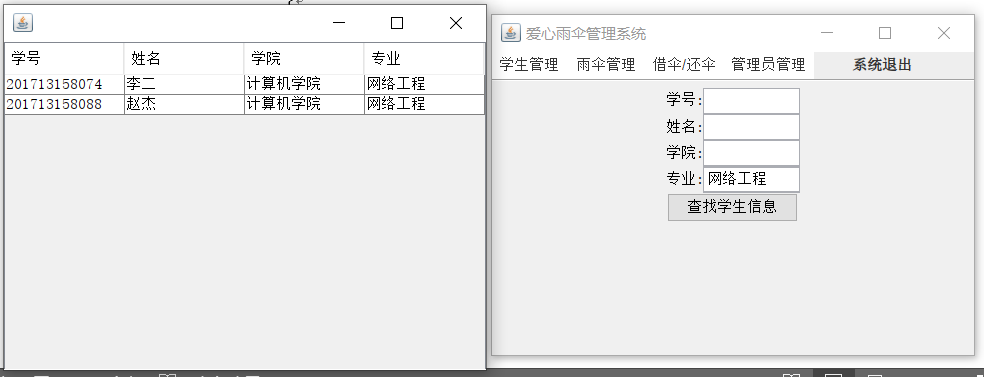 学号 姓名 学院 专业
201713158074 李二 计算机学院 网络工程
201713158088 赵杰 计算机学院 网络工程
爱心雨伞管理系统
学生管理 雨伞管理 借伞/还伞 管理员管理 系统退出
学号:
姓名:
学院:
专业: 网络工程
查找学生信息